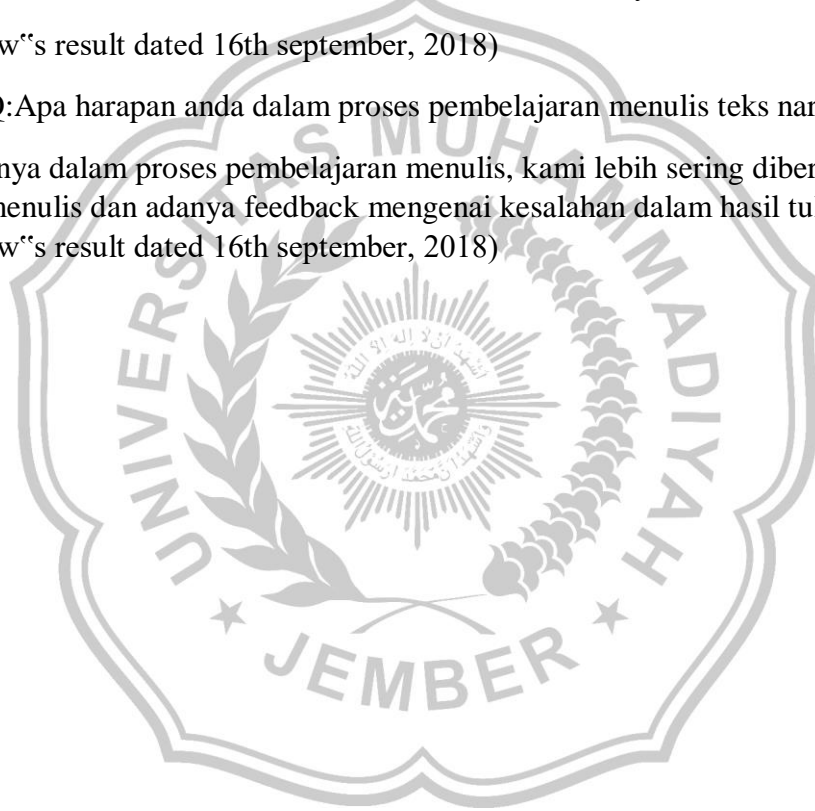 w‟s result dated 16th september, 2018)
Q:Apa harapan anda dalam proses pembelajaran menulis teks nar
nya dalam proses pembelajaran menulis, kami lebih sering diber
menulis dan adanya feedback mengenai kesalahan dalam hasil tul
w‟s result dated 16th september, 2018)
UNIVERSITAS MUHAMMADIYAH
JEMBER